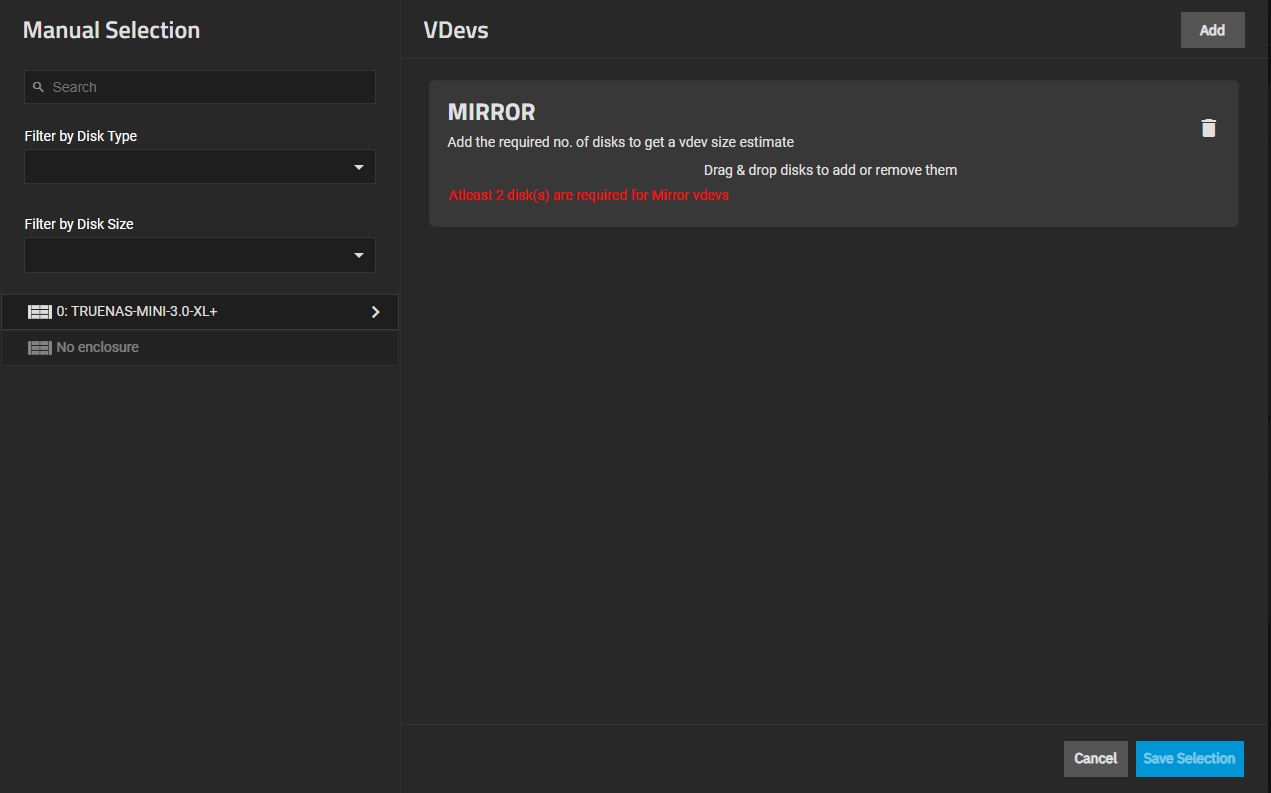 Manual Selection
Search
Filter by Disk Type
Filter by Disk Size
0: TRUENAS-MINI-3.0-XL+
No enclosure
VDevs
Add
MIRROR
Add the required no. of disks to get a vdev size estimate
Drag & drop disks to add or remove them
Atleast 2 disk(s) are required for Mirror vdevs
Cancel
Save Selection